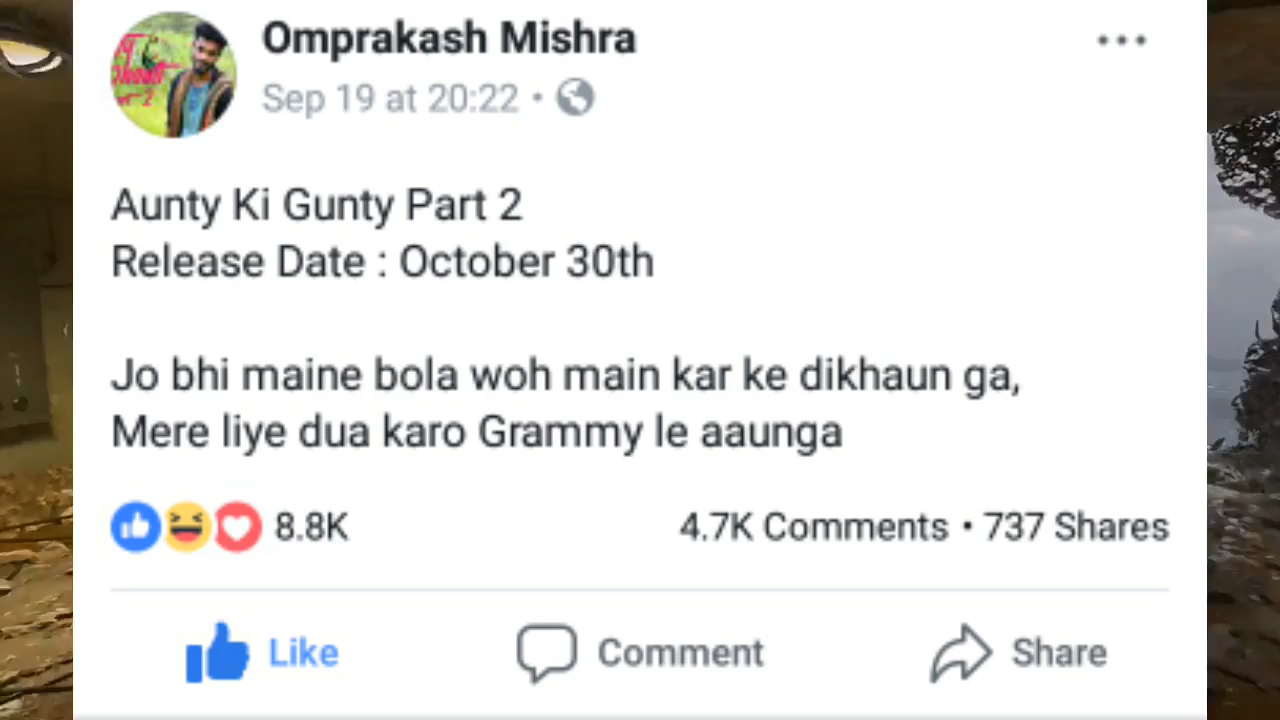 Omprakash Mishra
Sep 19 at 20:22 •
Aunty Ki Gunty Part 2
Release Date : October 30th
Jo bhi maine bola woh main kar ke dikhaun ga,
Mere liye dua karo Grammy le aaunga
8.8K 4.7K Comments • 737 Shares
Like Comment Share